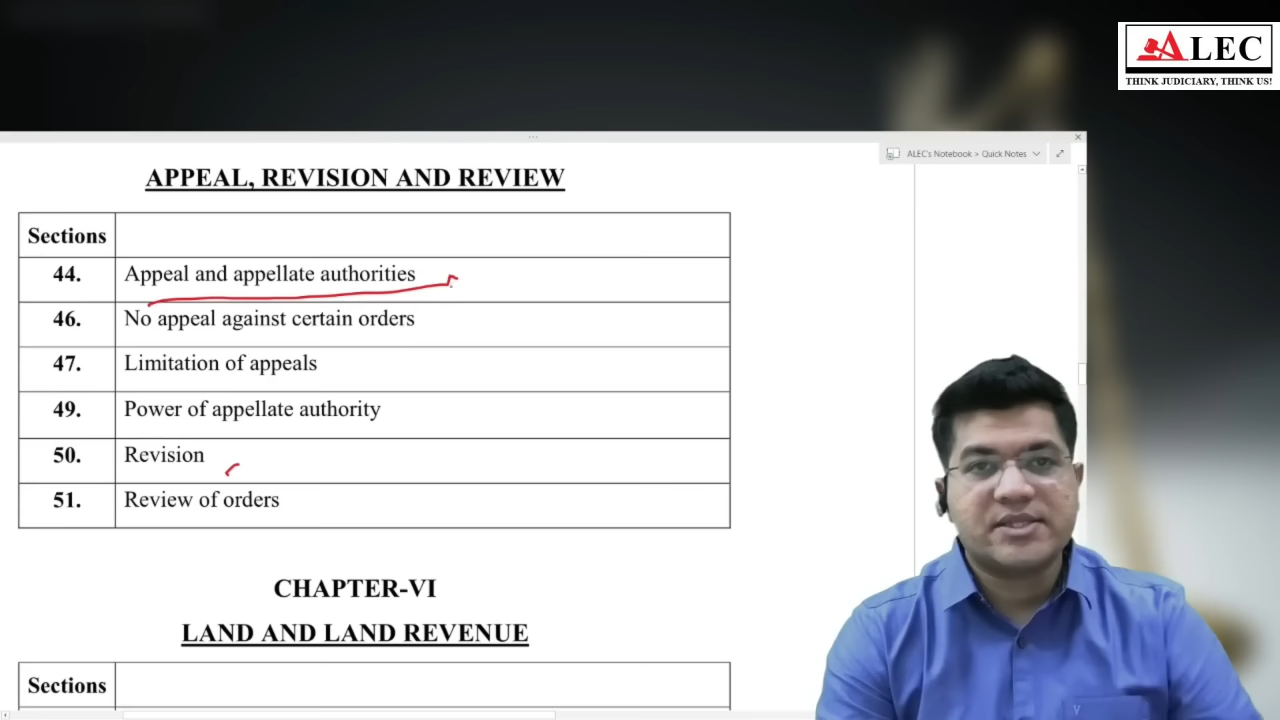 ALEC
THINK JUDICIARY, THINK US!
ALEC's Notebook > Quick Notes
APPEAL, REVISION AND REVIEW
Sections
44. Appeal and appellate authorities
46. No appeal against certain orders
47. Limitation of appeals
49. Power of appellate authority
50. Revision
51. Review of orders
CHAPTER-VI
LAND AND LAND REVENUE
Sections